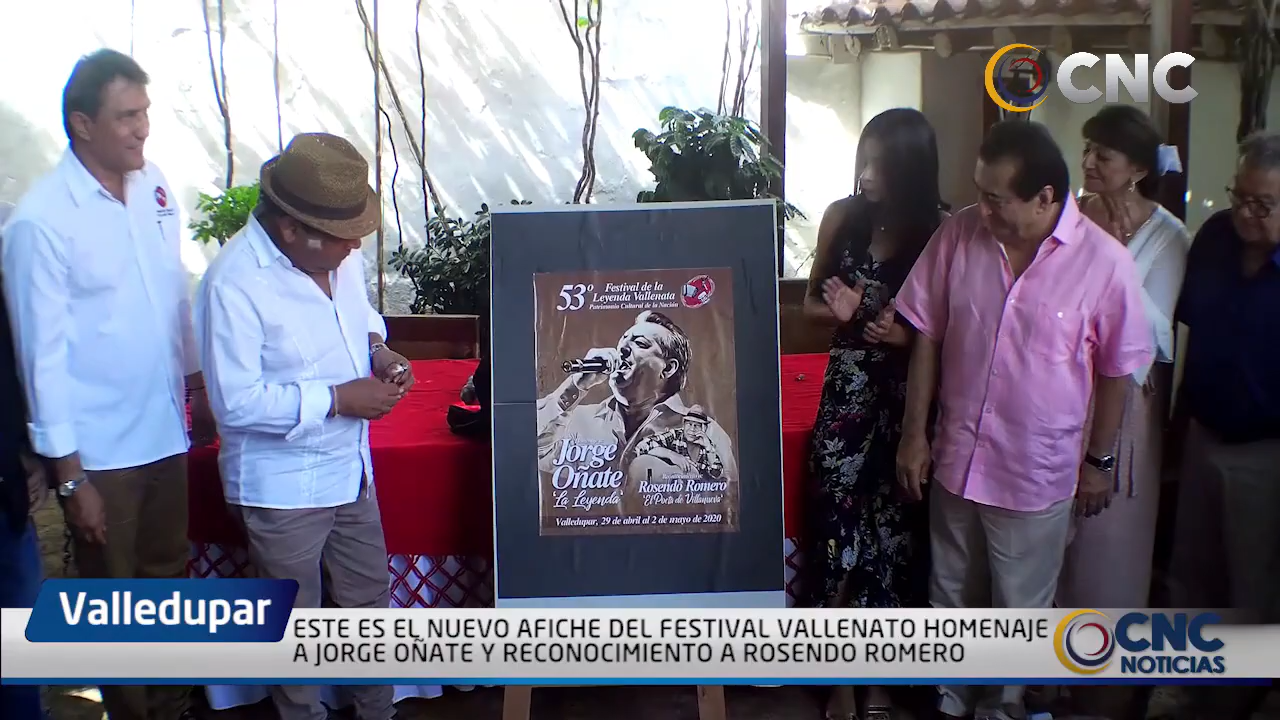 CNC
53º Festival de la
Leyenda Vallenata
Patrimonio Cultural de la Nación
Jorge
Oñate
'La Leyenda'
Rosendo Romero
'El Poeta de Villanueva'
Valledupar, 29 de abril al 2 de mayo de 2020
Valledupar
ESTE ES EL NUEVO AFICHE DEL FESTIVAL VALLENATO HOMENAJE
A JORGE OÑATE Y RECONOCIMIENTO A ROSENDO ROMERO
CNC
NOTICIAS